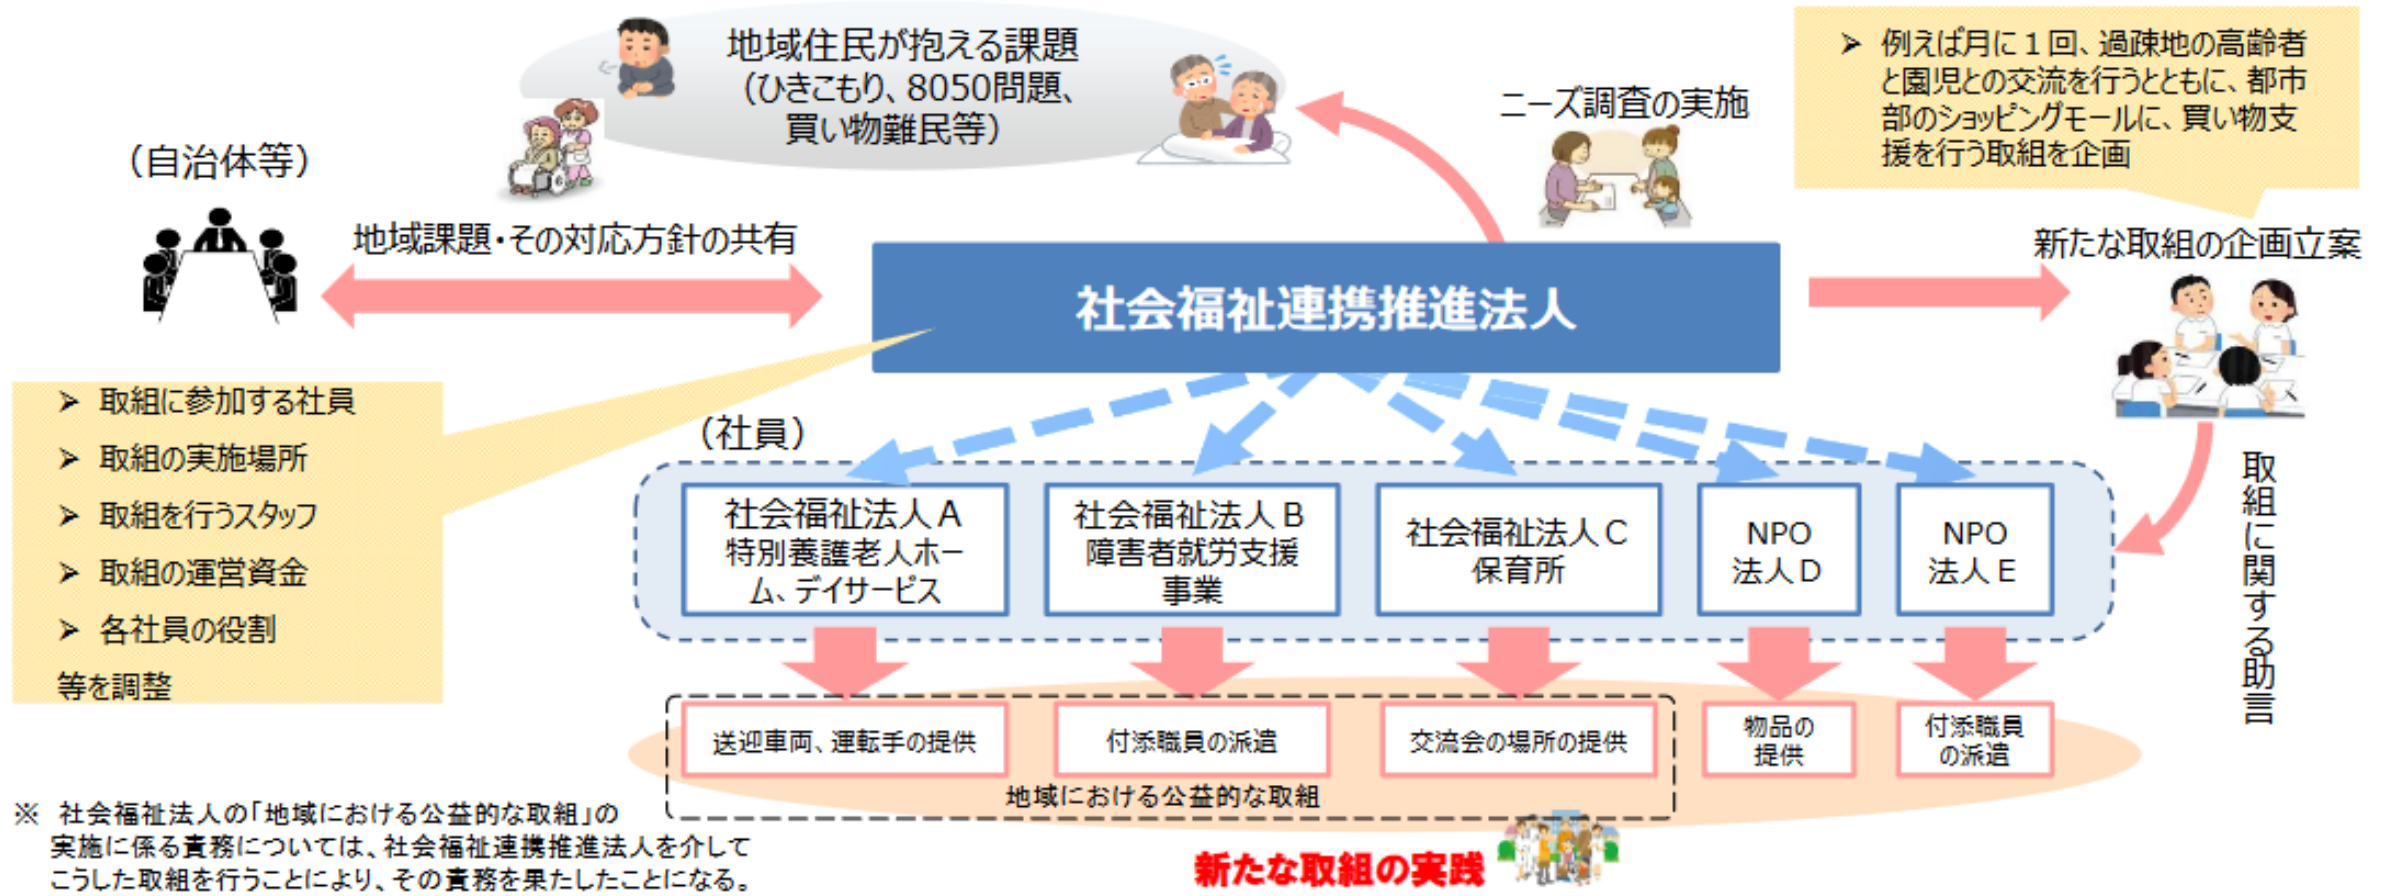 地域住民が抱える課題
（ひきこもり、8050問題、
買い物難民等）
ニーズ調査の実施
➢ 例えば月に１回、過疎地の高齢者
と園児との交流を行うとともに、都市
部のショッピングモールに、買い物支
援を行う取組を企画
（自治体等）
地域課題・その対応方針の共有
社会福祉連携推進法人
新たな取組の企画立案
➢ 取組に参加する社員
➢ 取組の実施場所
➢ 取組を行うスタッフ
➢ 取組の運営資金
➢ 各社員の役割
等を調整
（社員）
社会福祉法人Ａ
特別養護老人ホー
ム、デイサービス
社会福祉法人Ｂ
障害者就労支援
事業
社会福祉法人Ｃ
保育所
NPO
法人Ｄ
NPO
法人Ｅ
取組に関する助言
送迎車両、運転手の提供
付添職員の派遣
交流会の場所の提供
物品の
提供
付添職員
の派遣
地域における公益的な取組
※ 社会福祉法人の「地域における公益的な取組」の
実施に係る責務については、社会福祉連携推進法人を介して
こうした取組を行うことにより、その責務を果たしたことになる。
新たな取組の実践